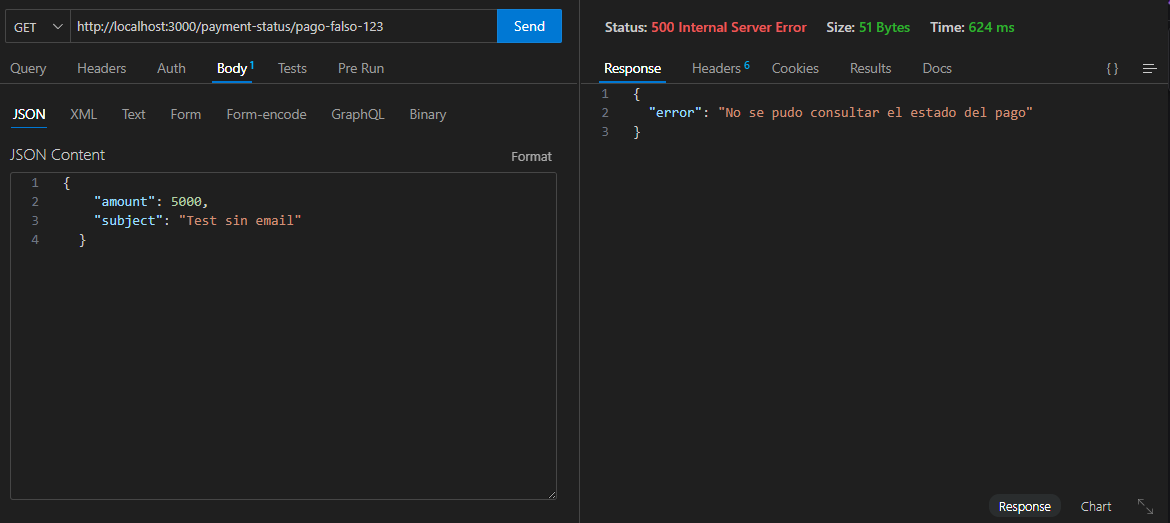 GET http://localhost:3000/payment-status/pago-falso-123 Send
Query Headers Auth Body 1 Tests Pre Run
JSON XML Text Form Form-encode GraphQL Binary
JSON Content Format
1 {
2 "amount": 5000,
3 "subject": "Test sin email"
4 }
Status: 500 Internal Server Error Size: 51 Bytes Time: 624 ms
Response Headers 6 Cookies Results Docs { }
1 {
2 "error": "No se pudo consultar el estado del pago"
3 }
Response Chart